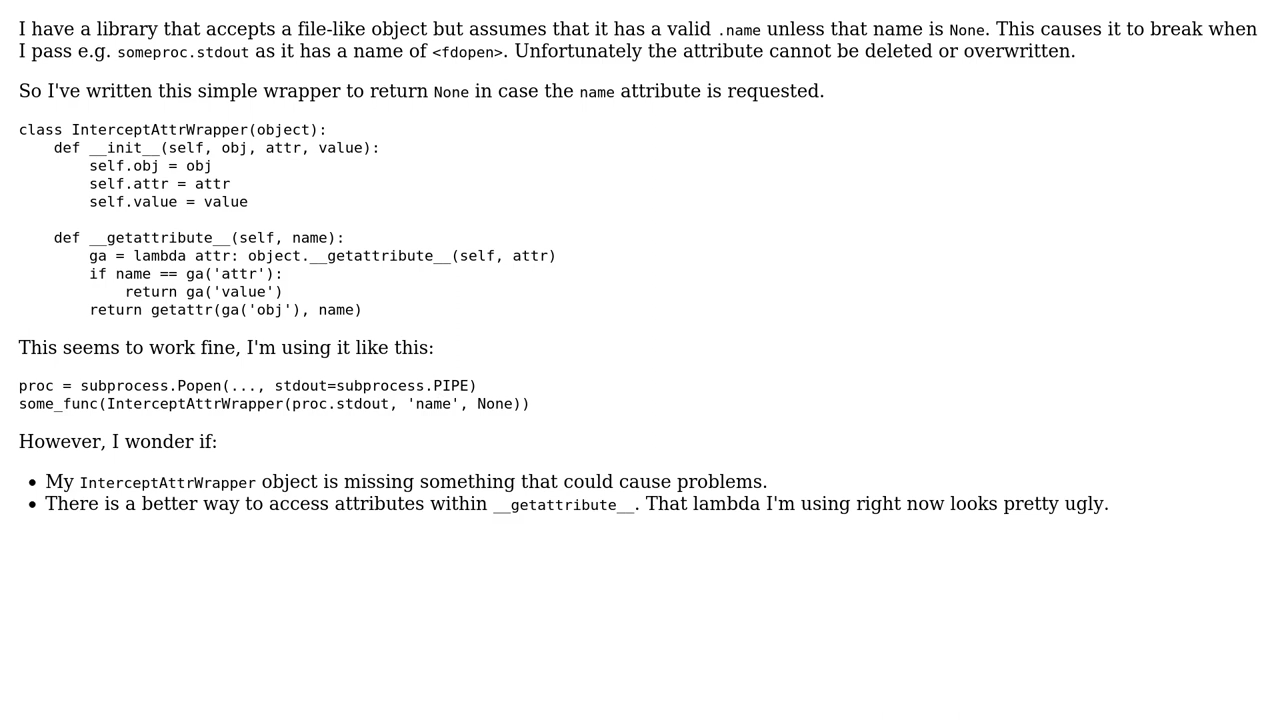 I have a library that accepts a file-like object but assumes that it has a valid .name unless that name is None. This causes it to break when
I pass e.g. someproc.stdout as it has a name of <fdopen>. Unfortunately the attribute cannot be deleted or overwritten.
So I've written this simple wrapper to return None in case the name attribute is requested.
class InterceptAttrWrapper(object):
    def __init__(self, obj, attr, value):
        self.obj = obj
        self.attr = attr
        self.value = value

    def __getattribute__(self, name):
        ga = lambda attr: object.__getattribute__(self, attr)
        if name == ga('attr'):
            return ga('value')
        return getattr(ga('obj'), name)
This seems to work fine, I'm using it like this:
proc = subprocess.Popen(..., stdout=subprocess.PIPE)
some_func(InterceptAttrWrapper(proc.stdout, 'name', None))
However, I wonder if:
• My InterceptAttrWrapper object is missing something that could cause problems.
• There is a better way to access attributes within __getattribute__. That lambda I'm using right now looks pretty ugly.